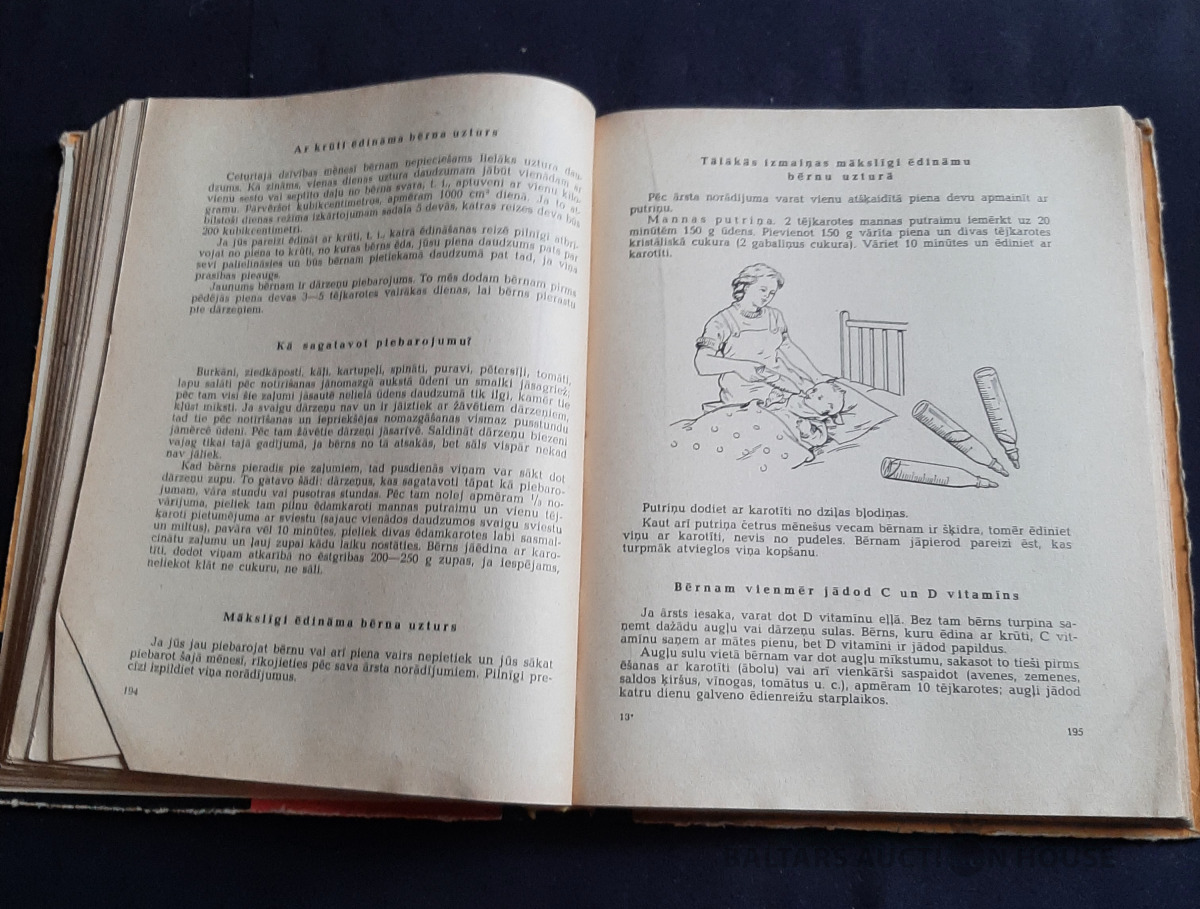 Ar krūti ēdināma bērna uzturs
Ceturtajā dzīvības mēnesī bērnam nepieciešams lielāks uztura dau-
dzums. Kā zināms, vienas dienas uztura daudzumam jābūt vienādam ar
vienu sesto vai septīto daļu no bērna svara, t. i., aptuveni ar vienu kilo-
gramu. Pārvēršot kubikcentimetros, apmēram 1000 cm³ dienā. Ja to at-
bilstoši dienas režīma izkārtojumam sadala 5 devās, katras reizes deva būs
200 kubikcentimetri.
Ja jūs pareizi ēdināt ar krūti, t. i., katrā ēdināšanas reizē pilnīgi atbrī-
vojat no piena to krūti, no kuras bērns ēda, jūsu piena daudzums pats par
sevi palielināsies un būs bērnam pietiekamā daudzumā pat tad, ja viņa
prasības pieaugs.
Jaunums bērnam ir dārzeņu piebarojums. To mēs dodam bērnam pirms
pēdējās piena devas 3—5 tējkarotes vairākas dienas, lai bērns pierastu
pie dārzeņiem.
Kā sagatavot piebarojumu?
Burkāni, ziedkāposti, kāļi, kartupeļi, spināti, puravi, pētersīļi, tomāti,
lapu salāti pēc notīrīšanas jānomazgā aukstā ūdenī un smalki jāsagriež;
pēc tam visi šie zaļumi jāsautē nelielā ūdens daudzumā tik ilgi, kamēr tie
kļūst mīksti. Ja svaigu dārzeņu nav un ir jāiztiek ar žāvētiem dārzeņiem,
tad tie pēc notīrīšanas un iepriekšējas nomazgāšanas vismaz pusstundu
jāmērcē ūdenī. Pēc tam žāvētie dārzeņi jāsarīvē. Saldināt dārzeņu biezeni
vajag tikai tajā gadījumā, ja bērns no tā atsakās, bet sāls vispār nekad
nav jāliek.
Kad bērns pieradis pie zaļumiem, tad pusdienās viņam var sākt dot
dārzeņu zupu. To gatavo šādi: dārzeņus, kas sagatavoti tāpat kā piebaro-
jumam, vāra stundu vai pusotras stundas. Pēc tam nolej apmēram ¹/₃ no-
vārījuma, pieliek tam pilnu ēdamkaroti mannas putraimu un vienu tēj-
karoti pietumējuma ar sviestu (sajauc vienādos daudzumos svaigu sviestu
un miltus), pavāra vēl 10 minūtes, pieliek divas ēdamkarotes labi sasmal-
cinātu zaļumu un ļauj zupai kādu laiku nostāties. Bērns jāēdina ar karo-
tīti, dodot viņam atkarībā no ēstgribas 200—250 g zupas, ja iespējams,
neliekot klāt ne cukuru, ne sāli.
Mākslīgi ēdināma bērna uzturs
Ja jūs jau piebarojat bērnu vai arī piena vairs nepietiek un jūs sākat
piebarot šajā mēnesī, rīkojieties pēc sava ārsta norādījumiem. Pilnīgi pre-
cīzi izpildiet viņa norādījumus.
194
Tālākās izmaiņas mākslīgi ēdināmu
bērnu uzturā
Pēc ārsta norādījuma varat vienu atšķaidītā piena devu apmainīt ar
putriņu.
Mannas putriņa. 2 tējkarotes mannas putraimu iemērkt uz 20
minūtēm 150 g ūdens. Pievienot 150 g vārīta piena un divas tējkarotes
kristāliskā cukura (2 gabaliņus cukura). Vāriet 10 minūtes un ēdiniet ar
karotīti.
Putriņu dodiet ar karotīti no dziļas bļodiņas.
Kaut arī putriņa četrus mēnešus vecam bērnam ir šķidra, tomēr ēdiniet
viņu ar karotīti, nevis no pudeles. Bērnam jāpierod pareizi ēst, kas
turpmāk atvieglos viņa kopšanu.
Bērnam vienmēr jādod C un D vitamīns
Ja ārsts iesaka, varat dot D vitamīnu eļļā. Bez tam bērns turpina sa-
ņemt dažādu augļu vai dārzeņu sulas. Bērns, kuru ēdina ar krūti, C vit-
amīnu saņem ar mātes pienu, bet D vitamīni ir jādod papildus.
Augļu sulu vietā bērnam var dot augļu mīkstumu, sakasot to tieši pirms
ēšanas ar karotīti (ābolu) vai arī vienkārši saspaidot (avenes, zemenes,
saldos ķiršus, vīnogas, tomātus u. c.), apmēram 10 tējkarotes; augļi jādod
katru dienu galveno ēdienreižu starplaikos.
13*
195
BALTARS AUCTION HOUSE